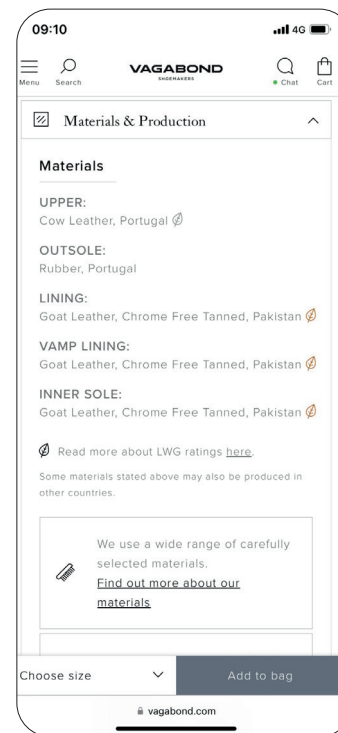 09:10
4G
VAGABOND
SHOEMAKERS
Menu
Search
Chat
Cart
Materials & Production
Materials
UPPER:
Cow Leather, Portugal
OUTSOLE:
Rubber, Portugal
LINING:
Goat Leather, Chrome Free Tanned, Pakistan
VAMP LINING:
Goat Leather, Chrome Free Tanned, Pakistan
INNER SOLE:
Goat Leather, Chrome Free Tanned, Pakistan
Read more about LWG ratings here.
Some materials stated above may also be produced in
other countries.
We use a wide range of carefully
selected materials.
Find out more about our
materials
Choose size
Add to bag
vagabond.com